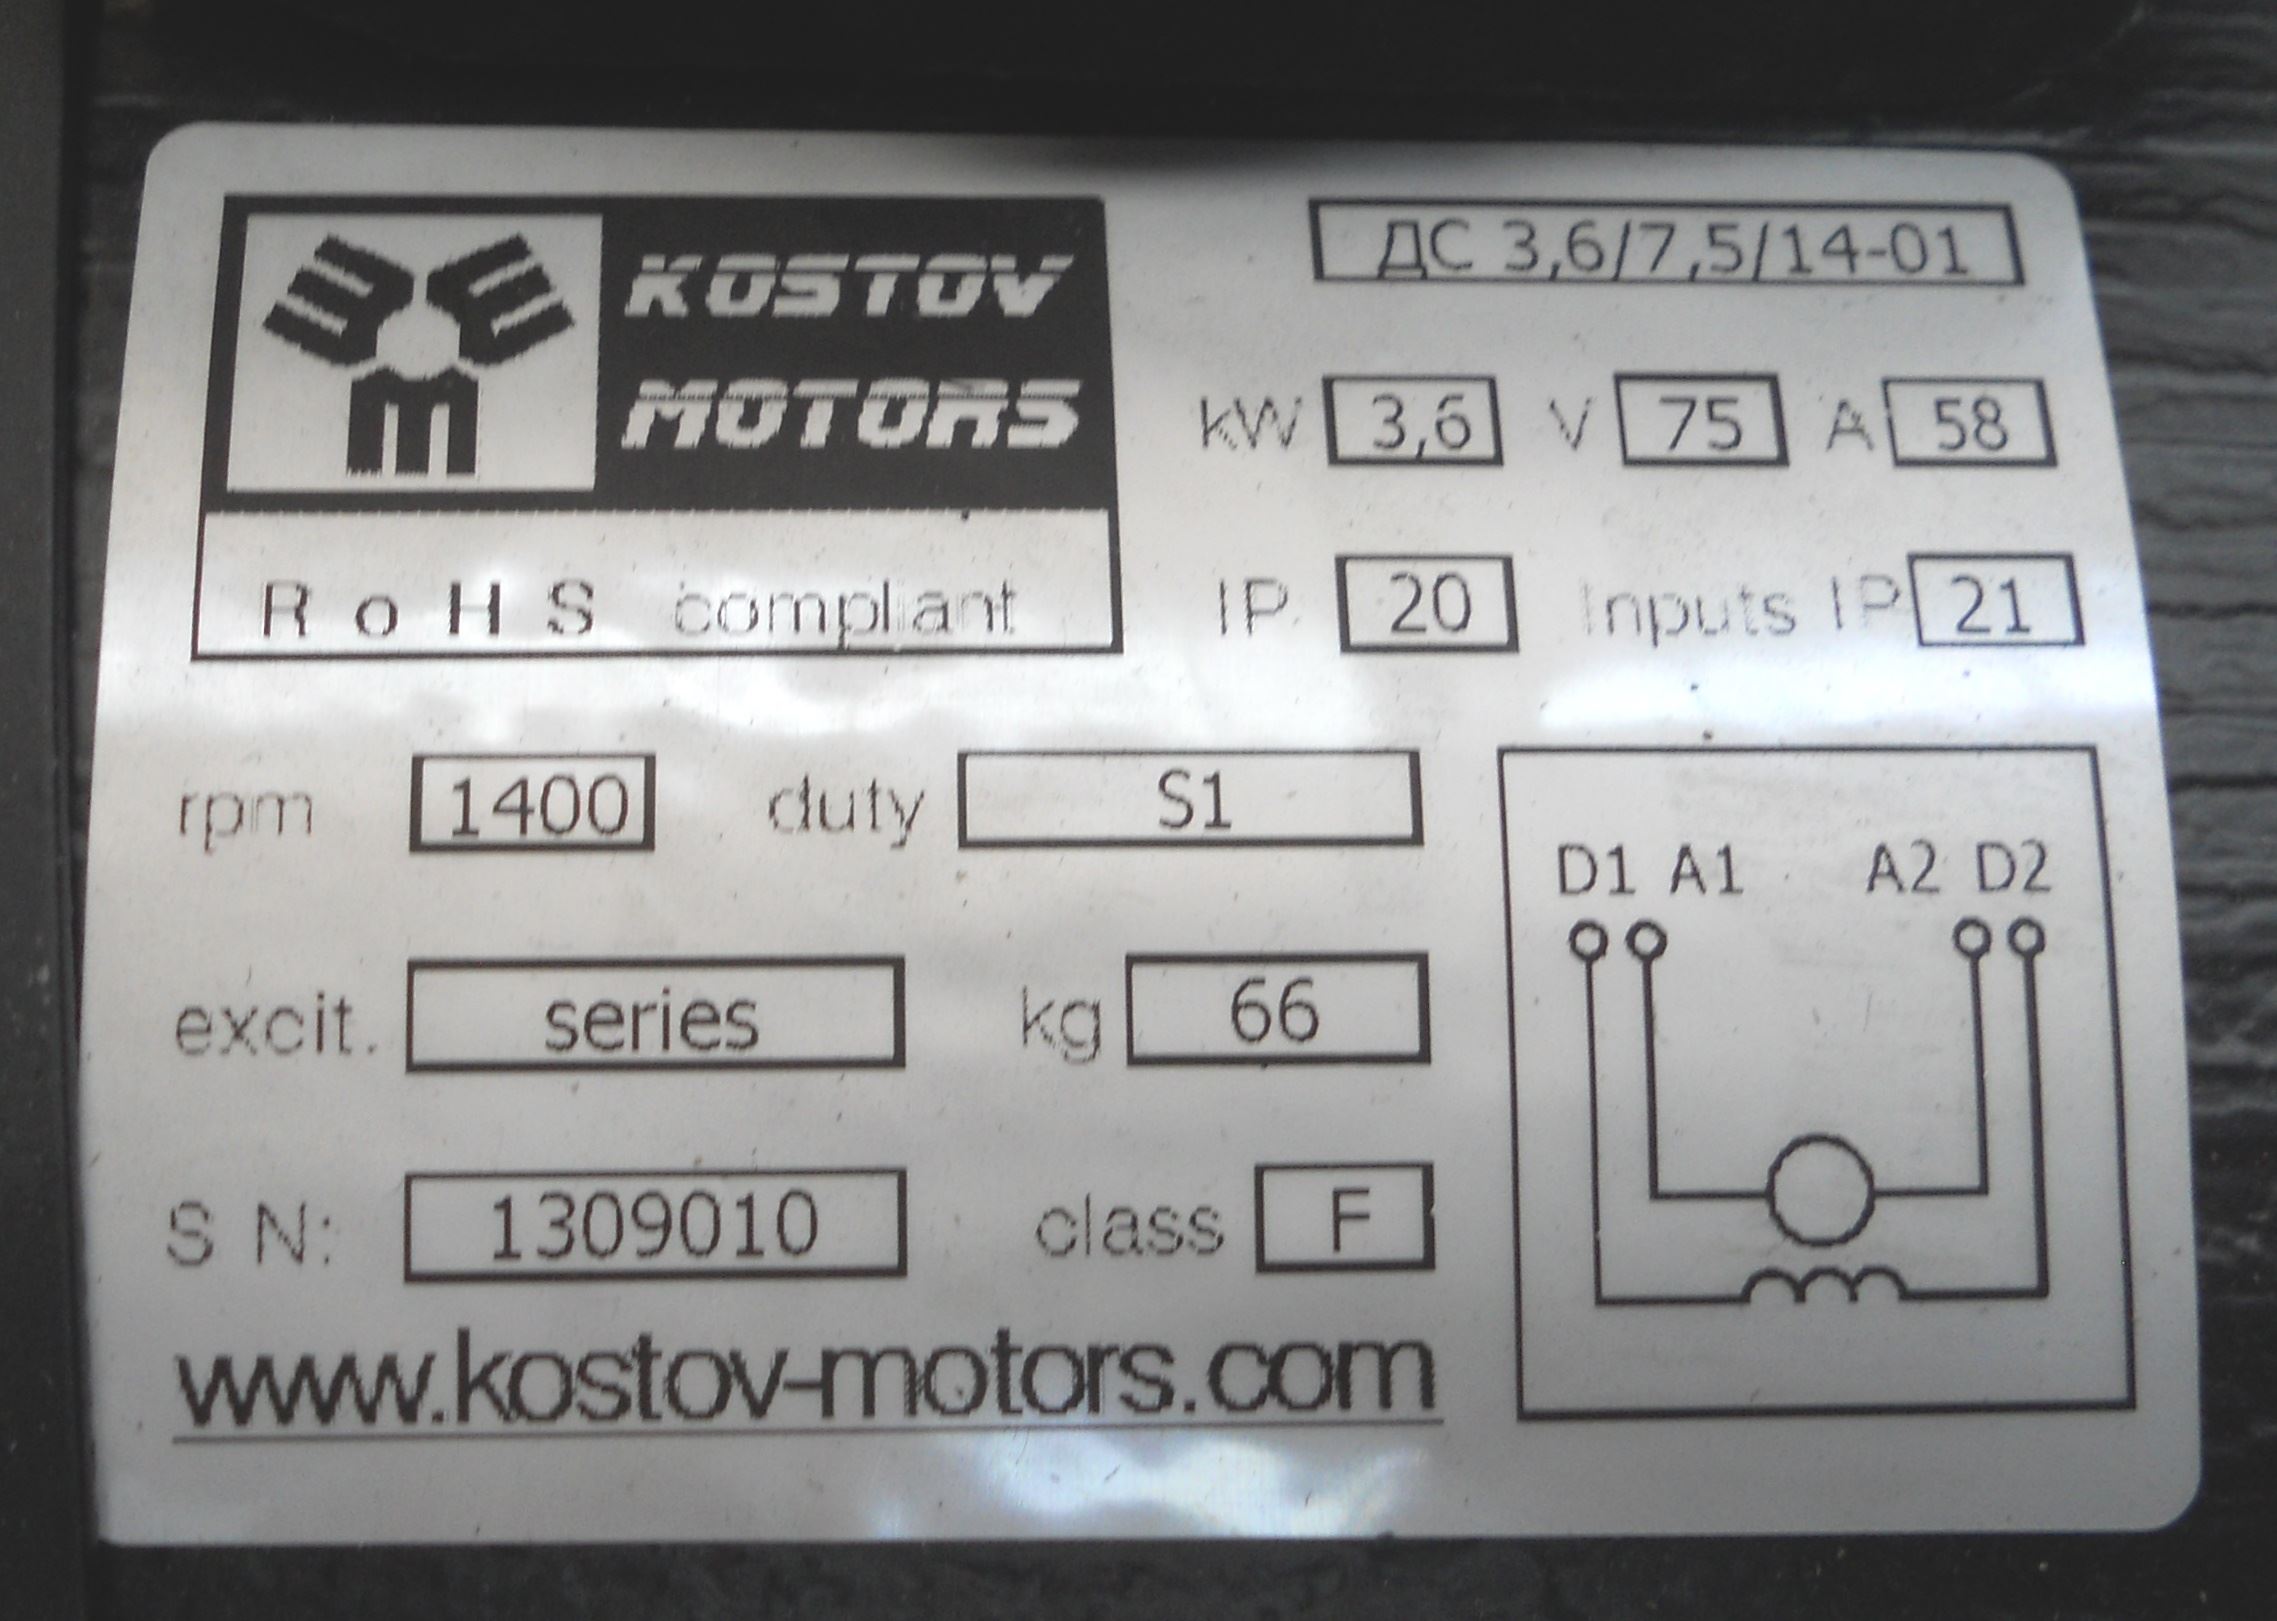 KOSTOV
MOTORS
RoHS compliant
ДС 3,6/7,5/14-01
kW 3,6 V 75 A 58
IP 20 Inputs IP 21
rpm 1400 duty S1
excit. series kg 66
S N: 1309010 class F
www.kostov-motors.com
D1 A1 A2 D2